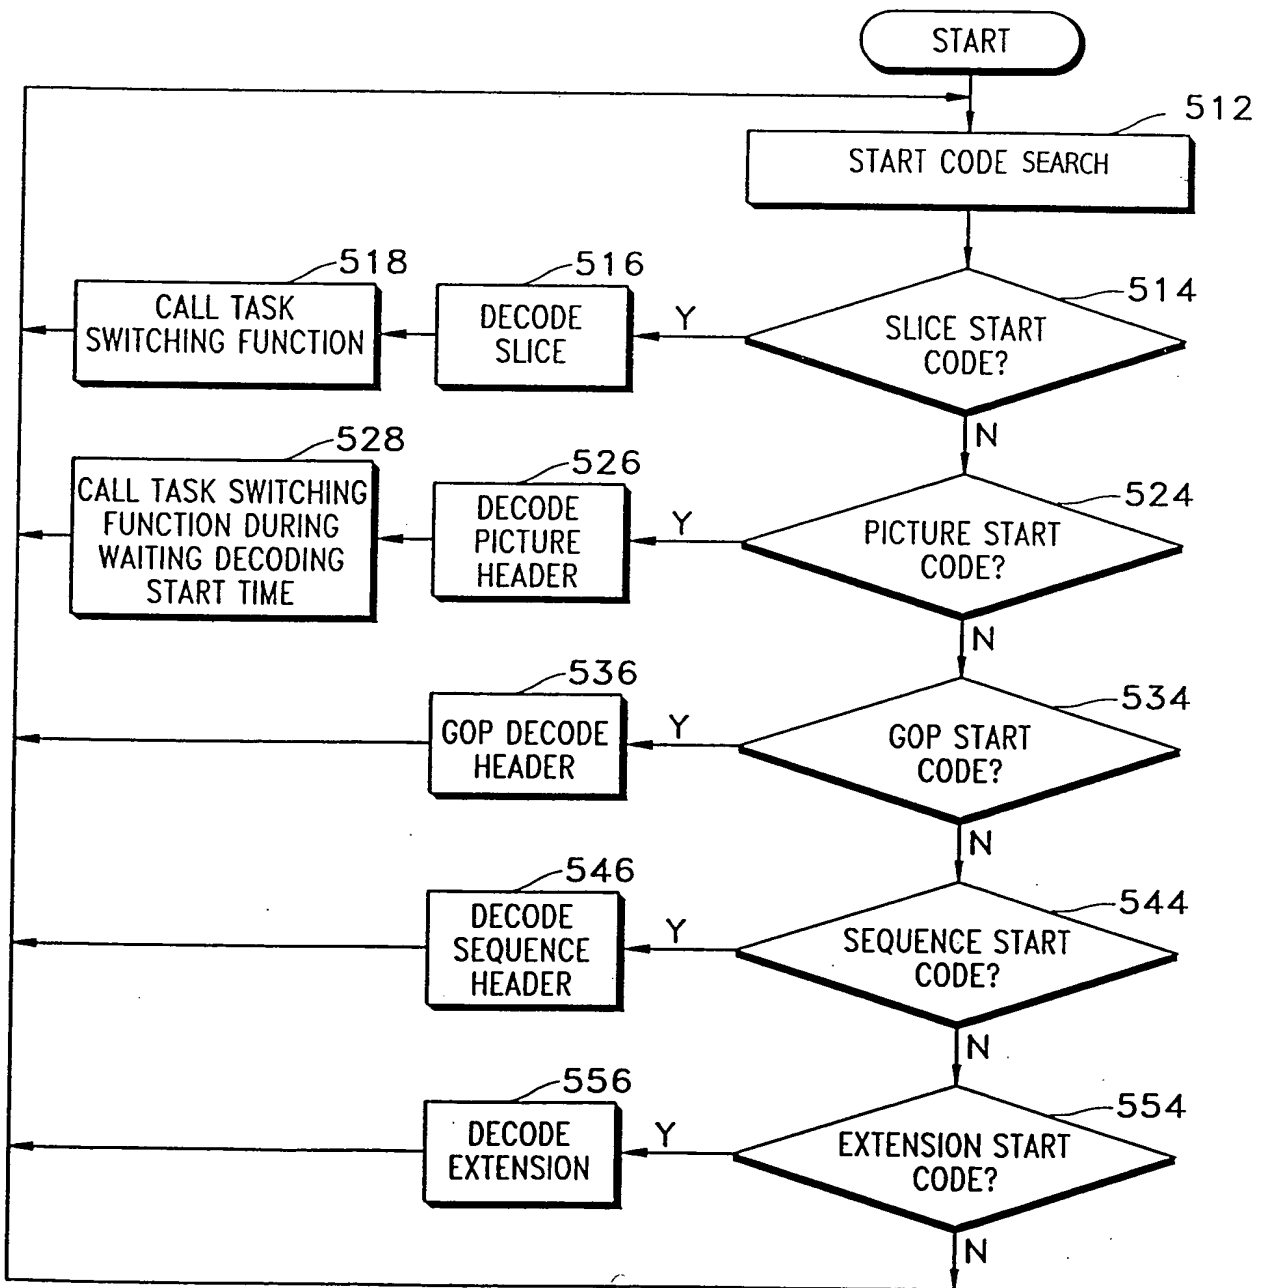 START
512
START CODE SEARCH
518
CALL TASK
SWITCHING FUNCTION
516
DECODE
SLICE
Y
514
SLICE START
CODE?
N
528
CALL TASK SWITCHING
FUNCTION DURING
WAITING DECODING
START TIME
526
DECODE
PICTURE
HEADER
Y
524
PICTURE START
CODE?
N
536
GOP DECODE
HEADER
Y
534
GOP START
CODE?
N
546
DECODE
SEQUENCE
HEADER
Y
544
SEQUENCE START
CODE?
N
556
DECODE
EXTENSION
Y
554
EXTENSION START
CODE?
N